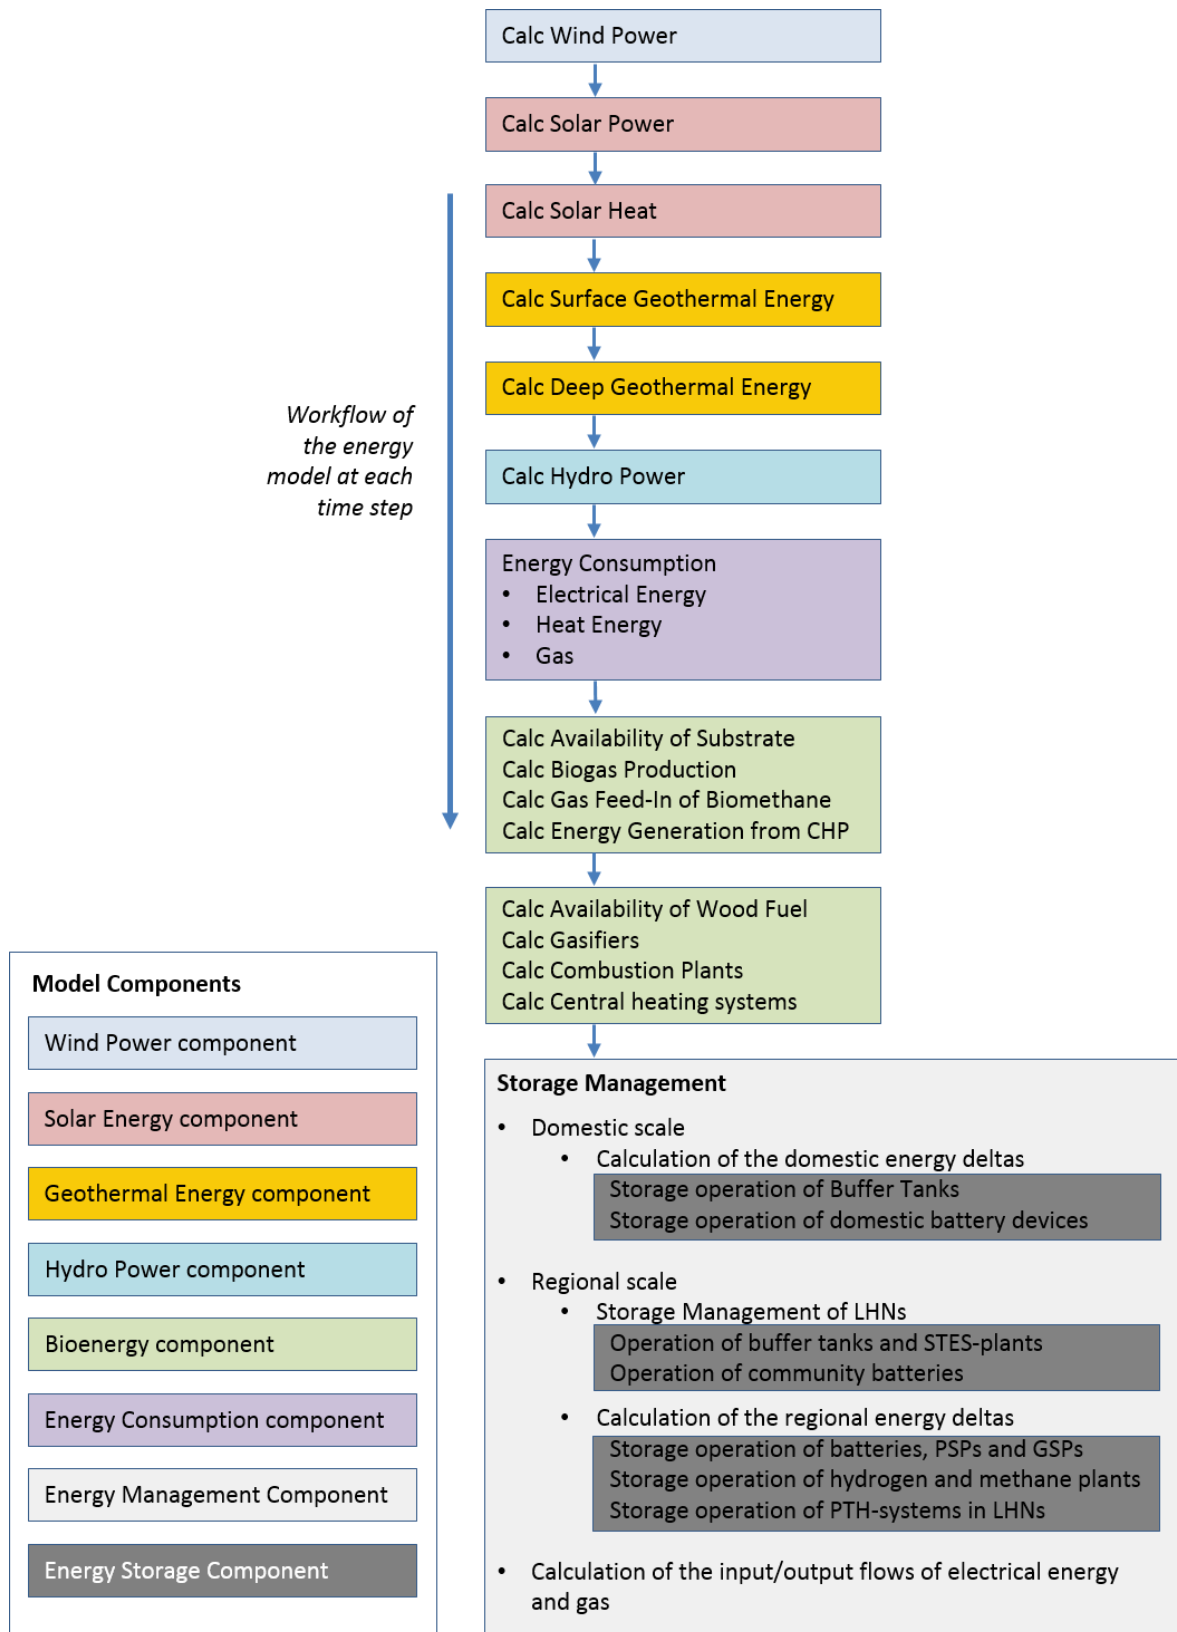 Calc Wind Power
Calc Solar Power
Calc Solar Heat
Calc Surface Geothermal Energy
Calc Deep Geothermal Energy
Calc Hydro Power
Workflow of
the energy
model at each
time step
Energy Consumption
• Electrical Energy
• Heat Energy
• Gas
Calc Availability of Substrate
Calc Biogas Production
Calc Gas Feed-In of Biomethane
Calc Energy Generation from CHP
Calc Availability of Wood Fuel
Calc Gasifiers
Calc Combustion Plants
Calc Central heating systems
Model Components
Wind Power component
Solar Energy component
Geothermal Energy component
Hydro Power component
Bioenergy component
Energy Consumption component
Energy Management Component
Energy Storage Component
Storage Management
• Domestic scale
• Calculation of the domestic energy deltas
Storage operation of Buffer Tanks
Storage operation of domestic battery devices
• Regional scale
• Storage Management of LHNs
Operation of buffer tanks and STES-plants
Operation of community batteries
• Calculation of the regional energy deltas
Storage operation of batteries, PSPs and GSPs
Storage operation of hydrogen and methane plants
Storage operation of PTH-systems in LHNs
• Calculation of the input/output flows of electrical energy
and gas